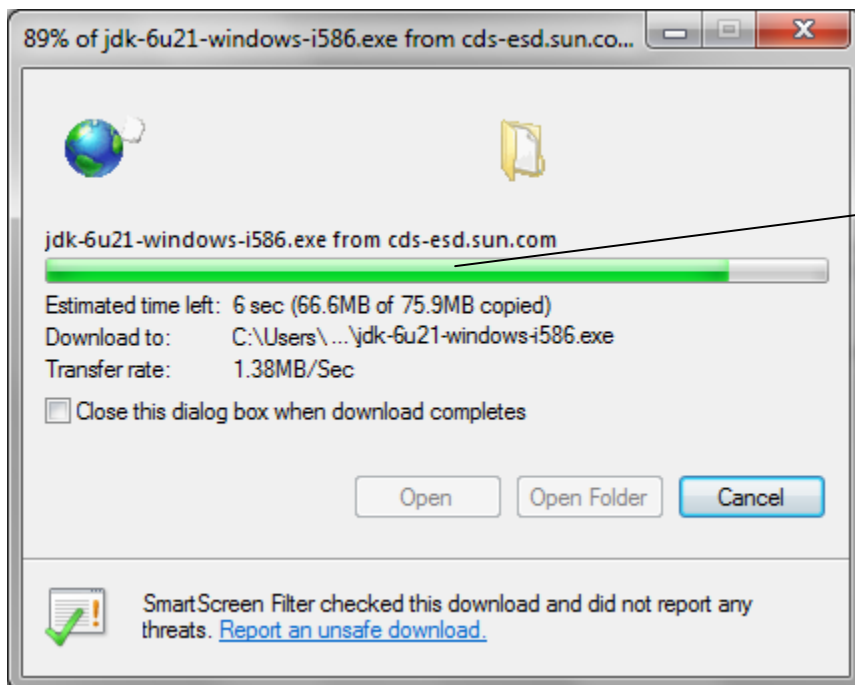 89% of jdk-6u21-windows-i586.exe from cds-esd.sun.co...
jdk-6u21-windows-i586.exe from cds-esd.sun.com
Estimated time left: 6 sec (66.6MB of 75.9MB copied)
Download to: C:\Users\ ...\jdk-6u21-windows-i586.exe
Transfer rate: 1.38MB/Sec
Close this dialog box when download completes
Open Open Folder Cancel
SmartScreen Filter checked this download and did not report any
threats. Report an unsafe download.